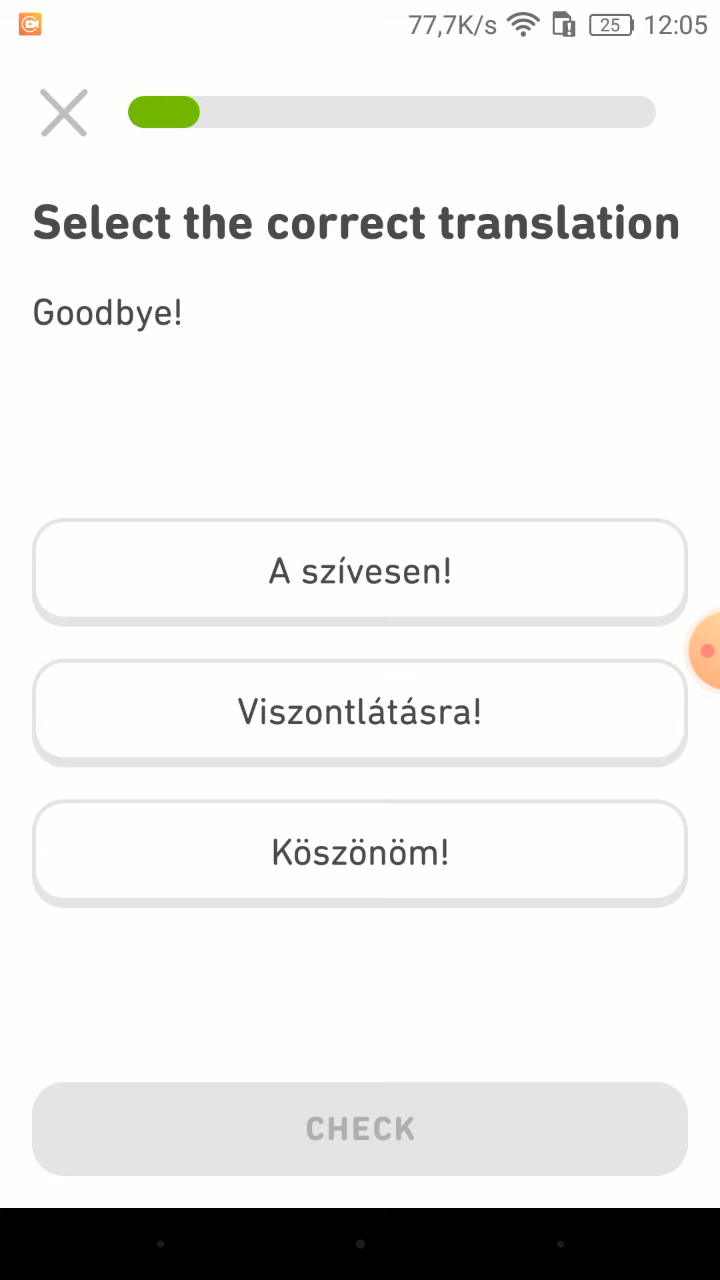 77,7K/s 25 12:05
Select the correct translation
Goodbye!
A szívesen!
Viszontlátásra!
Köszönöm!
CHECK